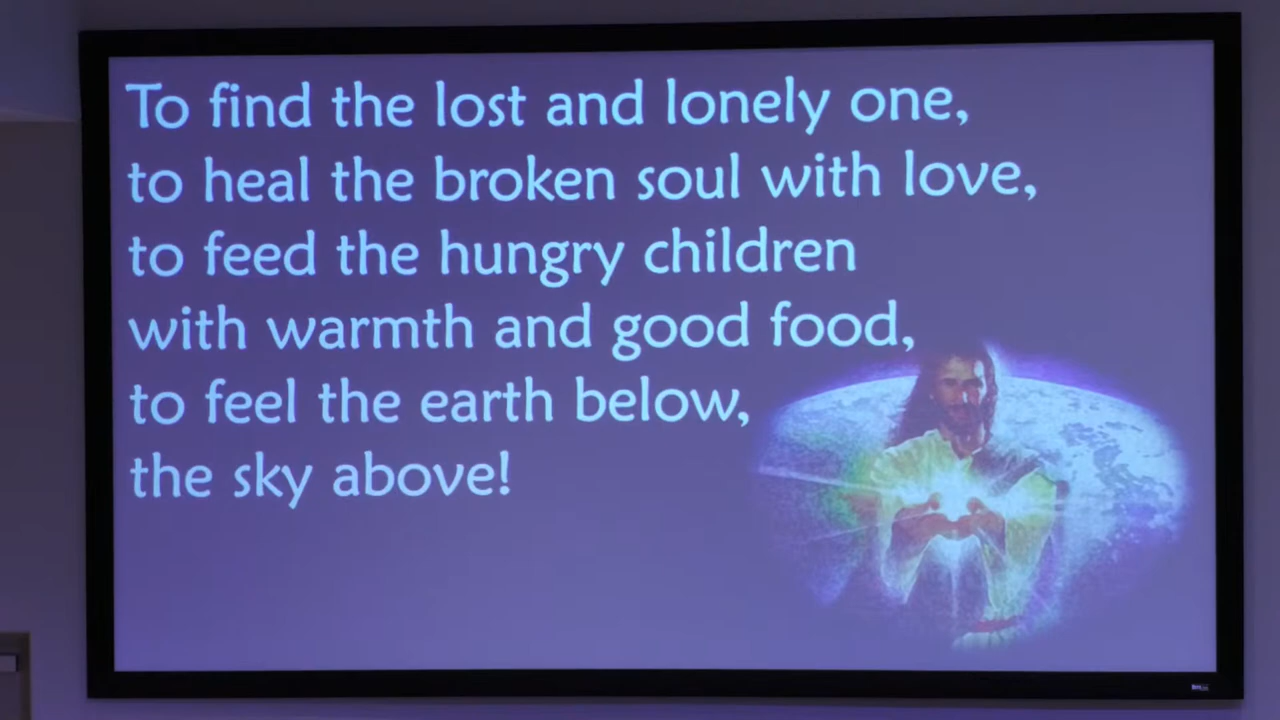 To find the lost and lonely one,
to heal the broken soul with love,
to feed the hungry children
with warmth and good food,
to feel the earth below,
the sky above!